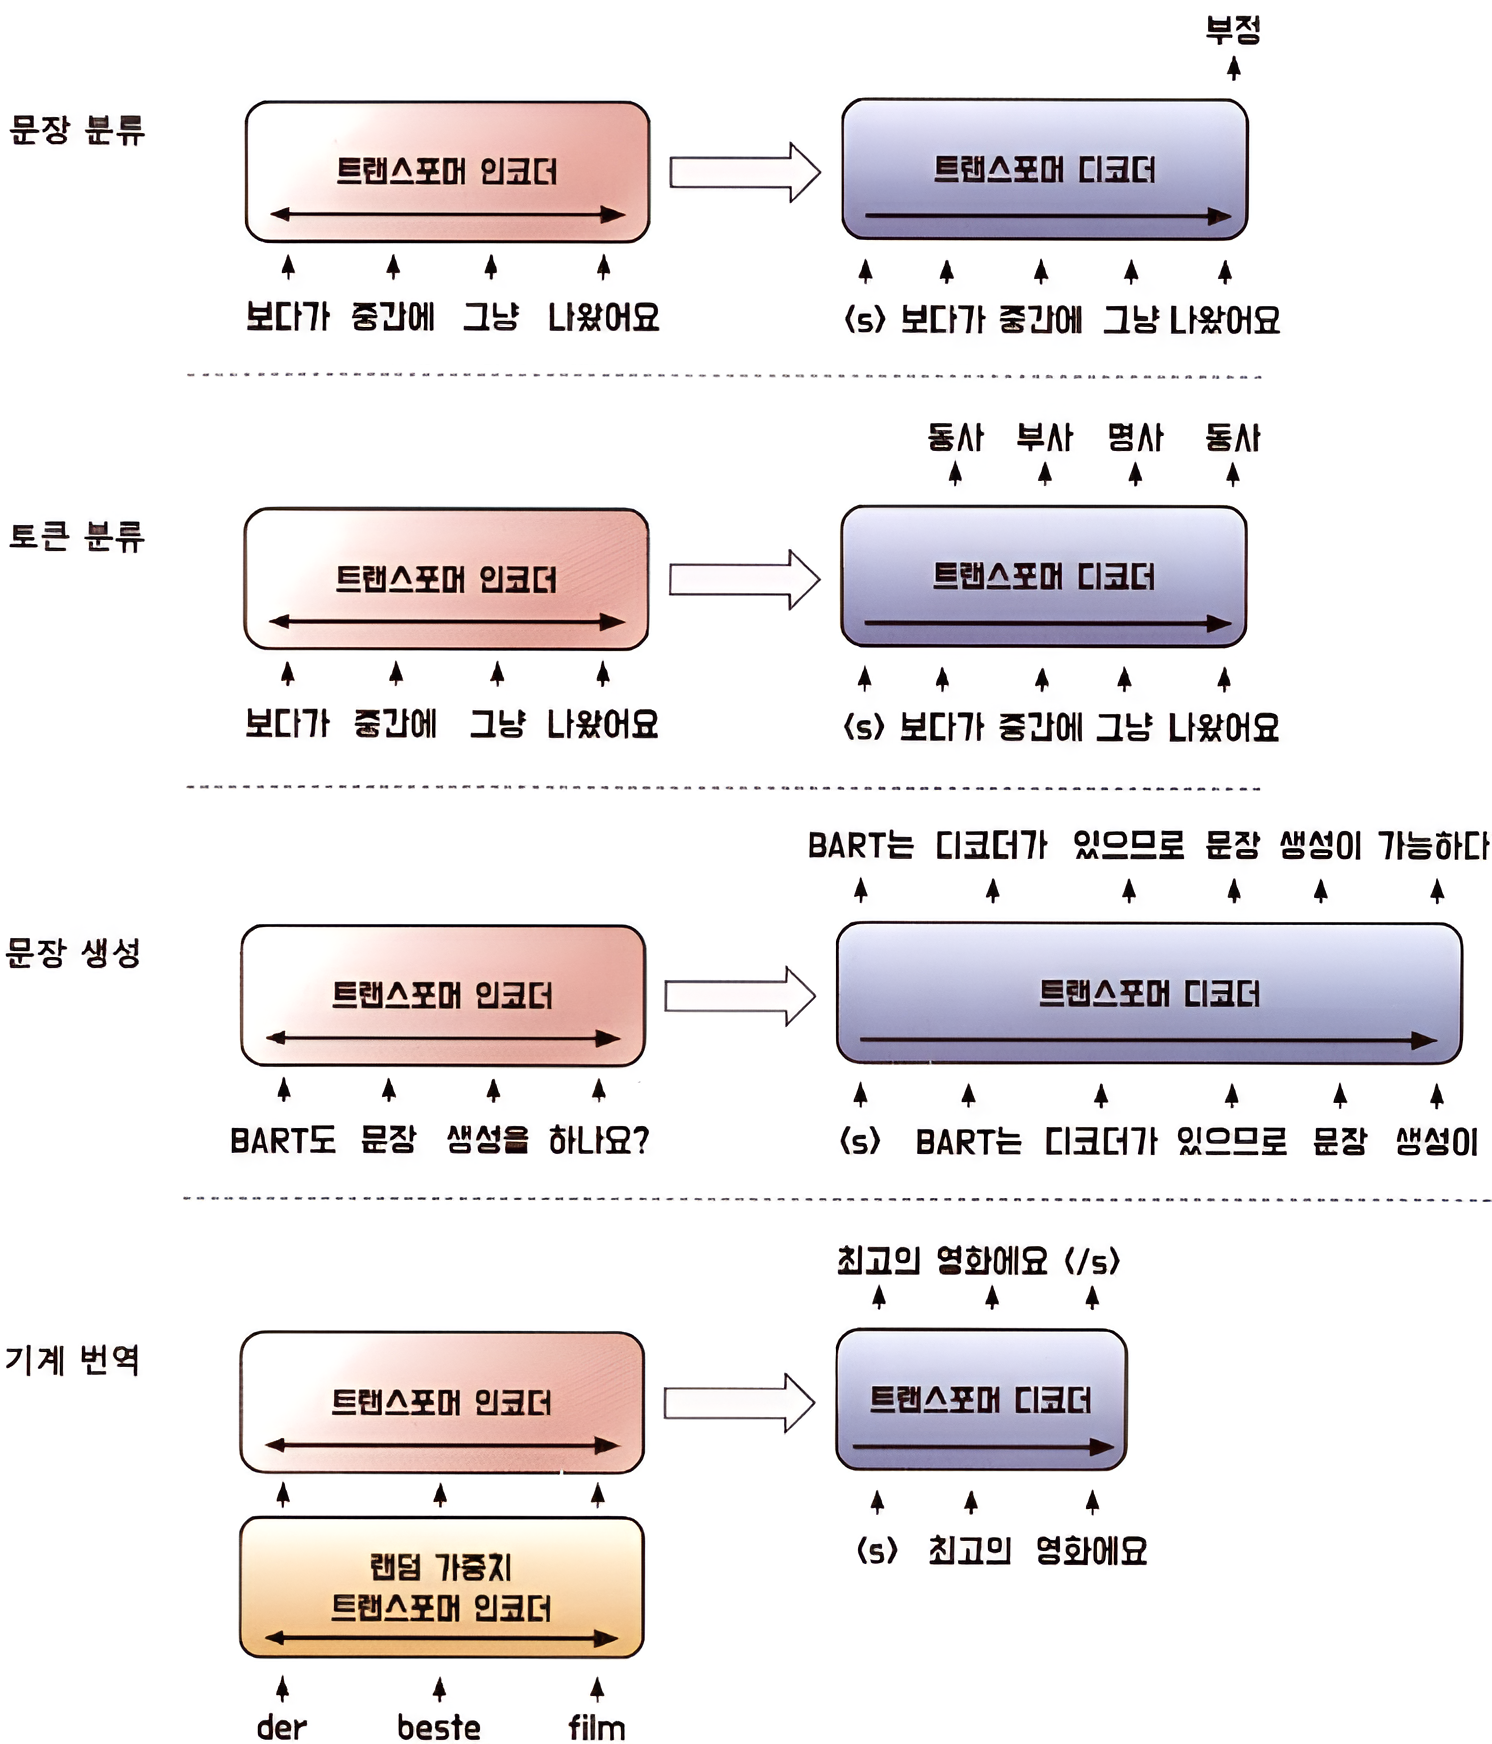 부정
문장 분류
트랜스포머 인코더
트랜스포머 디코더
보다가 중간에 그냥 나왔어요
〈s〉 보다가 중간에 그냥 나왔어요
동사 부사 명사 동사
토큰 분류
트랜스포머 인코더
트랜스포머 디코더
보다가 중간에 그냥 나왔어요
〈s〉 보다가 중간에 그냥 나왔어요
BART는 디코더가 있으므로 문장 생성이 가능하다
문장 생성
트랜스포머 인코더
트랜스포머 디코더
BART도 문장 생성을 하나요?
〈s〉 BART는 디코더가 있으므로 문장 생성이
최고의 영화에요 〈/s〉
기계 번역
트랜스포머 인코더
트랜스포머 디코더
〈s〉 최고의 영화에요
랜덤 가중치
트랜스포머 인코더
der beste film